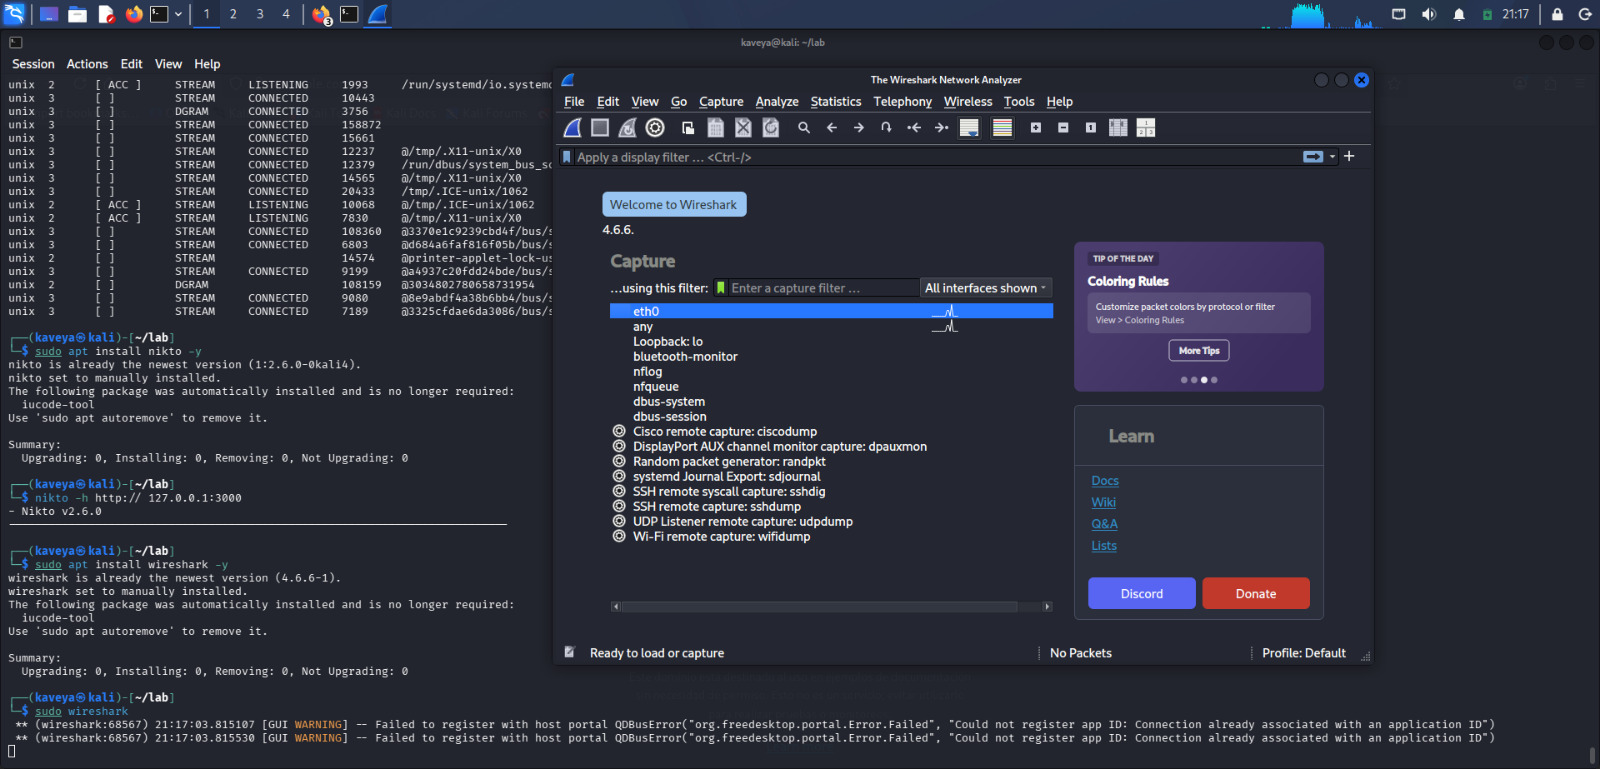 1 2 3 4 3 21:17
kaveya@kali: ~/lab
Session Actions Edit View Help
unix 2 [ ACC ] STREAM LISTENING 1993 /run/systemd/io.systemd
unix 3 [ ] STREAM CONNECTED 10443
unix 3 [ ] DGRAM CONNECTED 3756
unix 3 [ ] STREAM CONNECTED 158872
unix 3 [ ] STREAM CONNECTED 15661
unix 3 [ ] STREAM CONNECTED 12237 @/tmp/.X11-unix/X0
unix 3 [ ] STREAM CONNECTED 12379 /run/dbus/system_bus_so
unix 3 [ ] STREAM CONNECTED 14565 @/tmp/.X11-unix/X0
unix 3 [ ] STREAM CONNECTED 20433 /tmp/.ICE-unix/1062
unix 2 [ ACC ] STREAM LISTENING 10068 @/tmp/.ICE-unix/1062
unix 2 [ ACC ] STREAM LISTENING 7830 @/tmp/.X11-unix/X0
unix 3 [ ] STREAM CONNECTED 108360 @3370e1c9239cbd4f/bus/s
unix 3 [ ] STREAM CONNECTED 6803 @d684a6faf816f05b/bus/s
unix 2 [ ] STREAM 14574 @printer-applet-lock-us
unix 3 [ ] STREAM CONNECTED 9199 @a4937c20fdd24bde/bus/s
unix 2 [ ] DGRAM 108159 @3034802780658731954
unix 3 [ ] STREAM CONNECTED 9080 @8e9abdf4a38b6bb4/bus/s
unix 3 [ ] STREAM CONNECTED 7189 @3325cfdae6da3086/bus/s
┌──(kaveya㉿kali)-[~/lab]
└─$ sudo apt install nikto -y
nikto is already the newest version (1:2.6.0-0kali4).
nikto set to manually installed.
The following package was automatically installed and is no longer required:
iucode-tool
Use 'sudo apt autoremove' to remove it.
Summary:
Upgrading: 0, Installing: 0, Removing: 0, Not Upgrading: 0
┌──(kaveya㉿kali)-[~/lab]
└─$ nikto -h http:// 127.0.0.1:3000
- Nikto v2.6.0
┌──(kaveya㉿kali)-[~/lab]
└─$ sudo apt install wireshark -y
wireshark is already the newest version (4.6.6-1).
wireshark set to manually installed.
The following package was automatically installed and is no longer required:
iucode-tool
Use 'sudo apt autoremove' to remove it.
Summary:
Upgrading: 0, Installing: 0, Removing: 0, Not Upgrading: 0
┌──(kaveya㉿kali)-[~/lab]
└─$ sudo wireshark
** (wireshark:68567) 21:17:03.815107 [GUI WARNING] -- Failed to register with host portal QDBusError("org.freedesktop.portal.Error.Failed", "Could not register app ID: Connection already associated with an application ID")
** (wireshark:68567) 21:17:03.815530 [GUI WARNING] -- Failed to register with host portal QDBusError("org.freedesktop.portal.Error.Failed", "Could not register app ID: Connection already associated with an application ID")
The Wireshark Network Analyzer
File Edit View Go Capture Analyze Statistics Telephony Wireless Tools Help
Apply a display filter … <Ctrl-/>
Welcome to Wireshark
4.6.6.
Capture
…using this filter: Enter a capture filter … All interfaces shown
eth0
any
Loopback: lo
bluetooth-monitor
nflog
nfqueue
dbus-system
dbus-session
Cisco remote capture: ciscodump
DisplayPort AUX channel monitor capture: dpauxmon
Random packet generator: randpkt
systemd Journal Export: sdjournal
SSH remote syscall capture: sshdig
SSH remote capture: sshdump
UDP Listener remote capture: udpdump
Wi-Fi remote capture: wifidump
TIP OF THE DAY
Coloring Rules
Customize packet colors by protocol or filter
View > Coloring Rules
More Tips
Learn
Docs
Wiki
Q&A
Lists
Discord Donate
Ready to load or capture No Packets Profile: Default